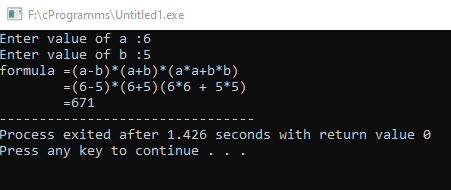 F:\cProgramms\Untitled1.exe
Enter value of a :6
Enter value of b :5
formula =(a-b)*(a+b)*(a*a+b*b)
=(6-5)*(6+5)(6*6 + 5*5)
=671
--------------------------------
Process exited after 1.426 seconds with return value 0
Press any key to continue . . .